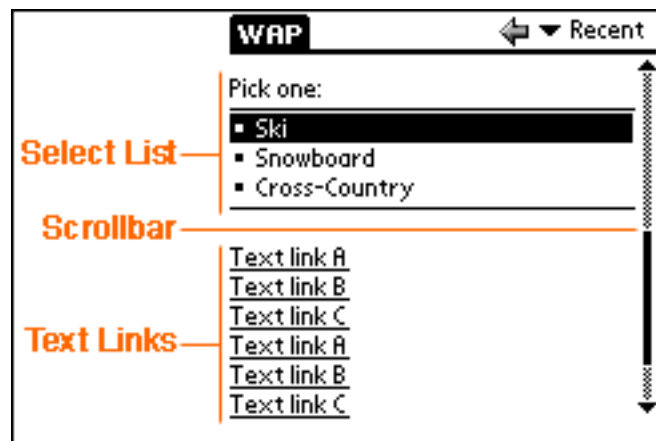 WAP Recent
Pick one:
Ski
Select List
Snowboard
Cross-Country
Scrollbar
Text link A
Text link B
Text link C
Text Links
Text link A
Text link B
Text link C